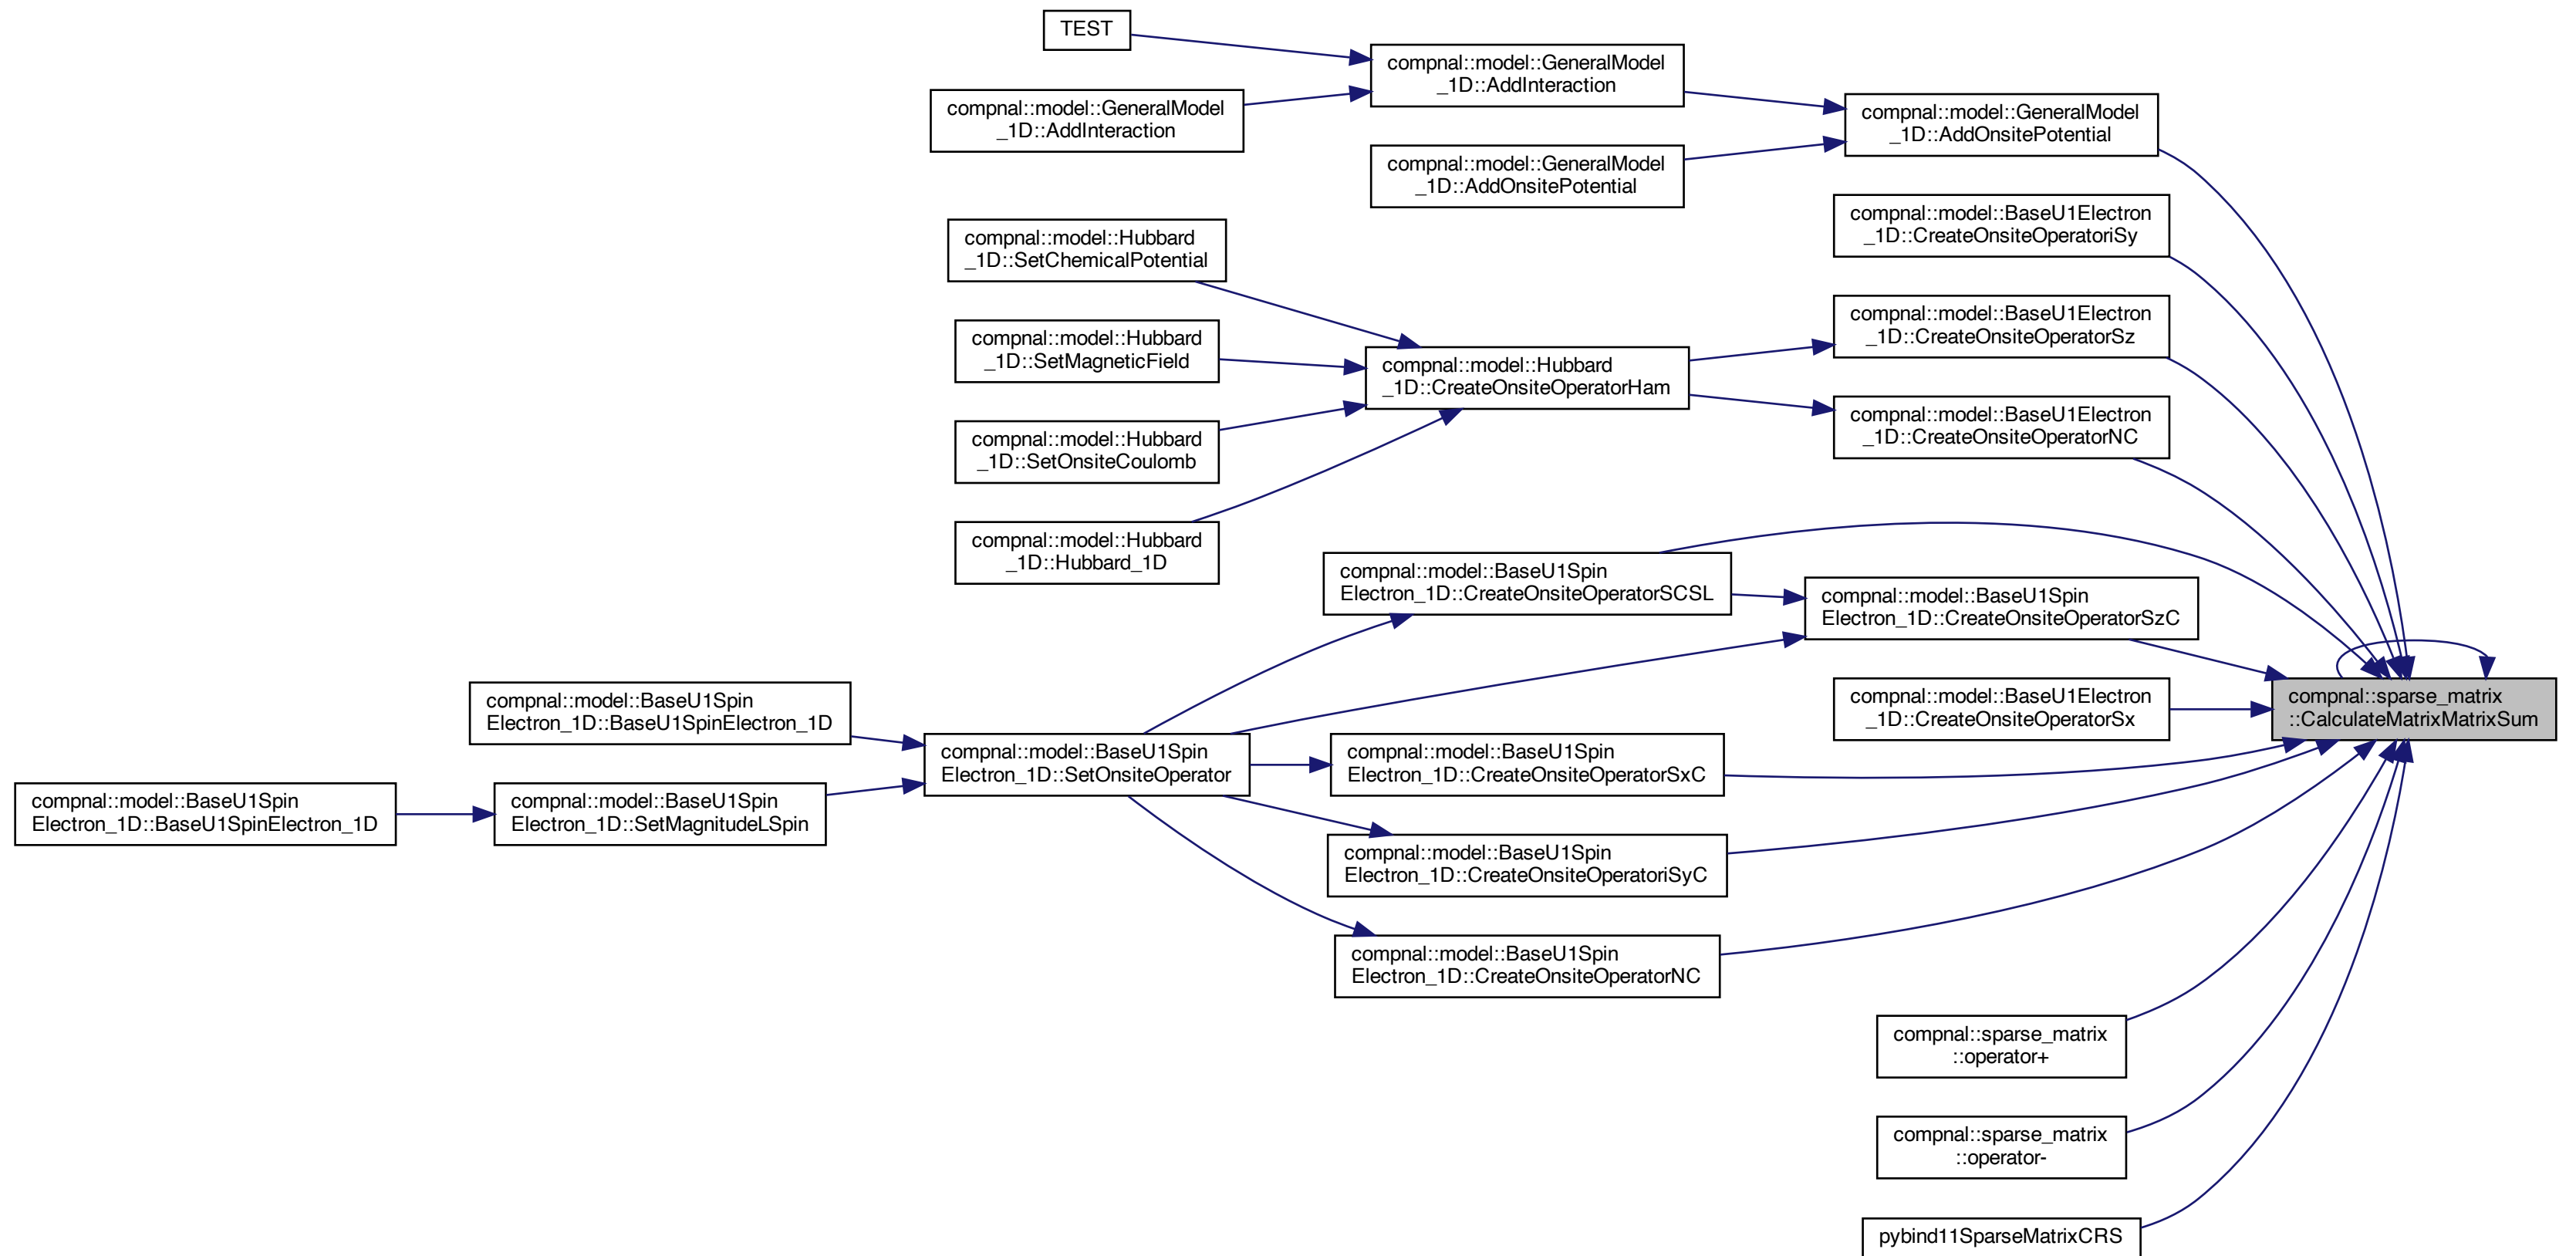 TEST
compnal::model::GeneralModel
_1D::AddInteraction
compnal::model::GeneralModel
_1D::AddInteraction
compnal::model::GeneralModel
_1D::AddOnsitePotential
compnal::model::GeneralModel
_1D::AddOnsitePotential
compnal::model::BaseU1Electron
_1D::CreateOnsiteOperatoriSy
compnal::model::Hubbard
_1D::SetChemicalPotential
compnal::model::BaseU1Electron
_1D::CreateOnsiteOperatorSz
compnal::model::Hubbard
_1D::SetMagneticField
compnal::model::Hubbard
_1D::CreateOnsiteOperatorHam
compnal::model::BaseU1Electron
_1D::CreateOnsiteOperatorNC
compnal::model::Hubbard
_1D::SetOnsiteCoulomb
compnal::model::Hubbard
_1D::Hubbard_1D
compnal::model::BaseU1Spin
Electron_1D::CreateOnsiteOperatorSCSL
compnal::model::BaseU1Spin
Electron_1D::CreateOnsiteOperatorSzC
compnal::model::BaseU1Spin
Electron_1D::BaseU1SpinElectron_1D
compnal::model::BaseU1Electron
_1D::CreateOnsiteOperatorSx
compnal::sparse_matrix
::CalculateMatrixMatrixSum
compnal::model::BaseU1Spin
Electron_1D::SetOnsiteOperator
compnal::model::BaseU1Spin
Electron_1D::CreateOnsiteOperatorSxC
compnal::model::BaseU1Spin
Electron_1D::BaseU1SpinElectron_1D
compnal::model::BaseU1Spin
Electron_1D::SetMagnitudeLSpin
compnal::model::BaseU1Spin
Electron_1D::CreateOnsiteOperatoriSyC
compnal::model::BaseU1Spin
Electron_1D::CreateOnsiteOperatorNC
compnal::sparse_matrix
::operator+
compnal::sparse_matrix
::operator-
pybind11SparseMatrixCRS